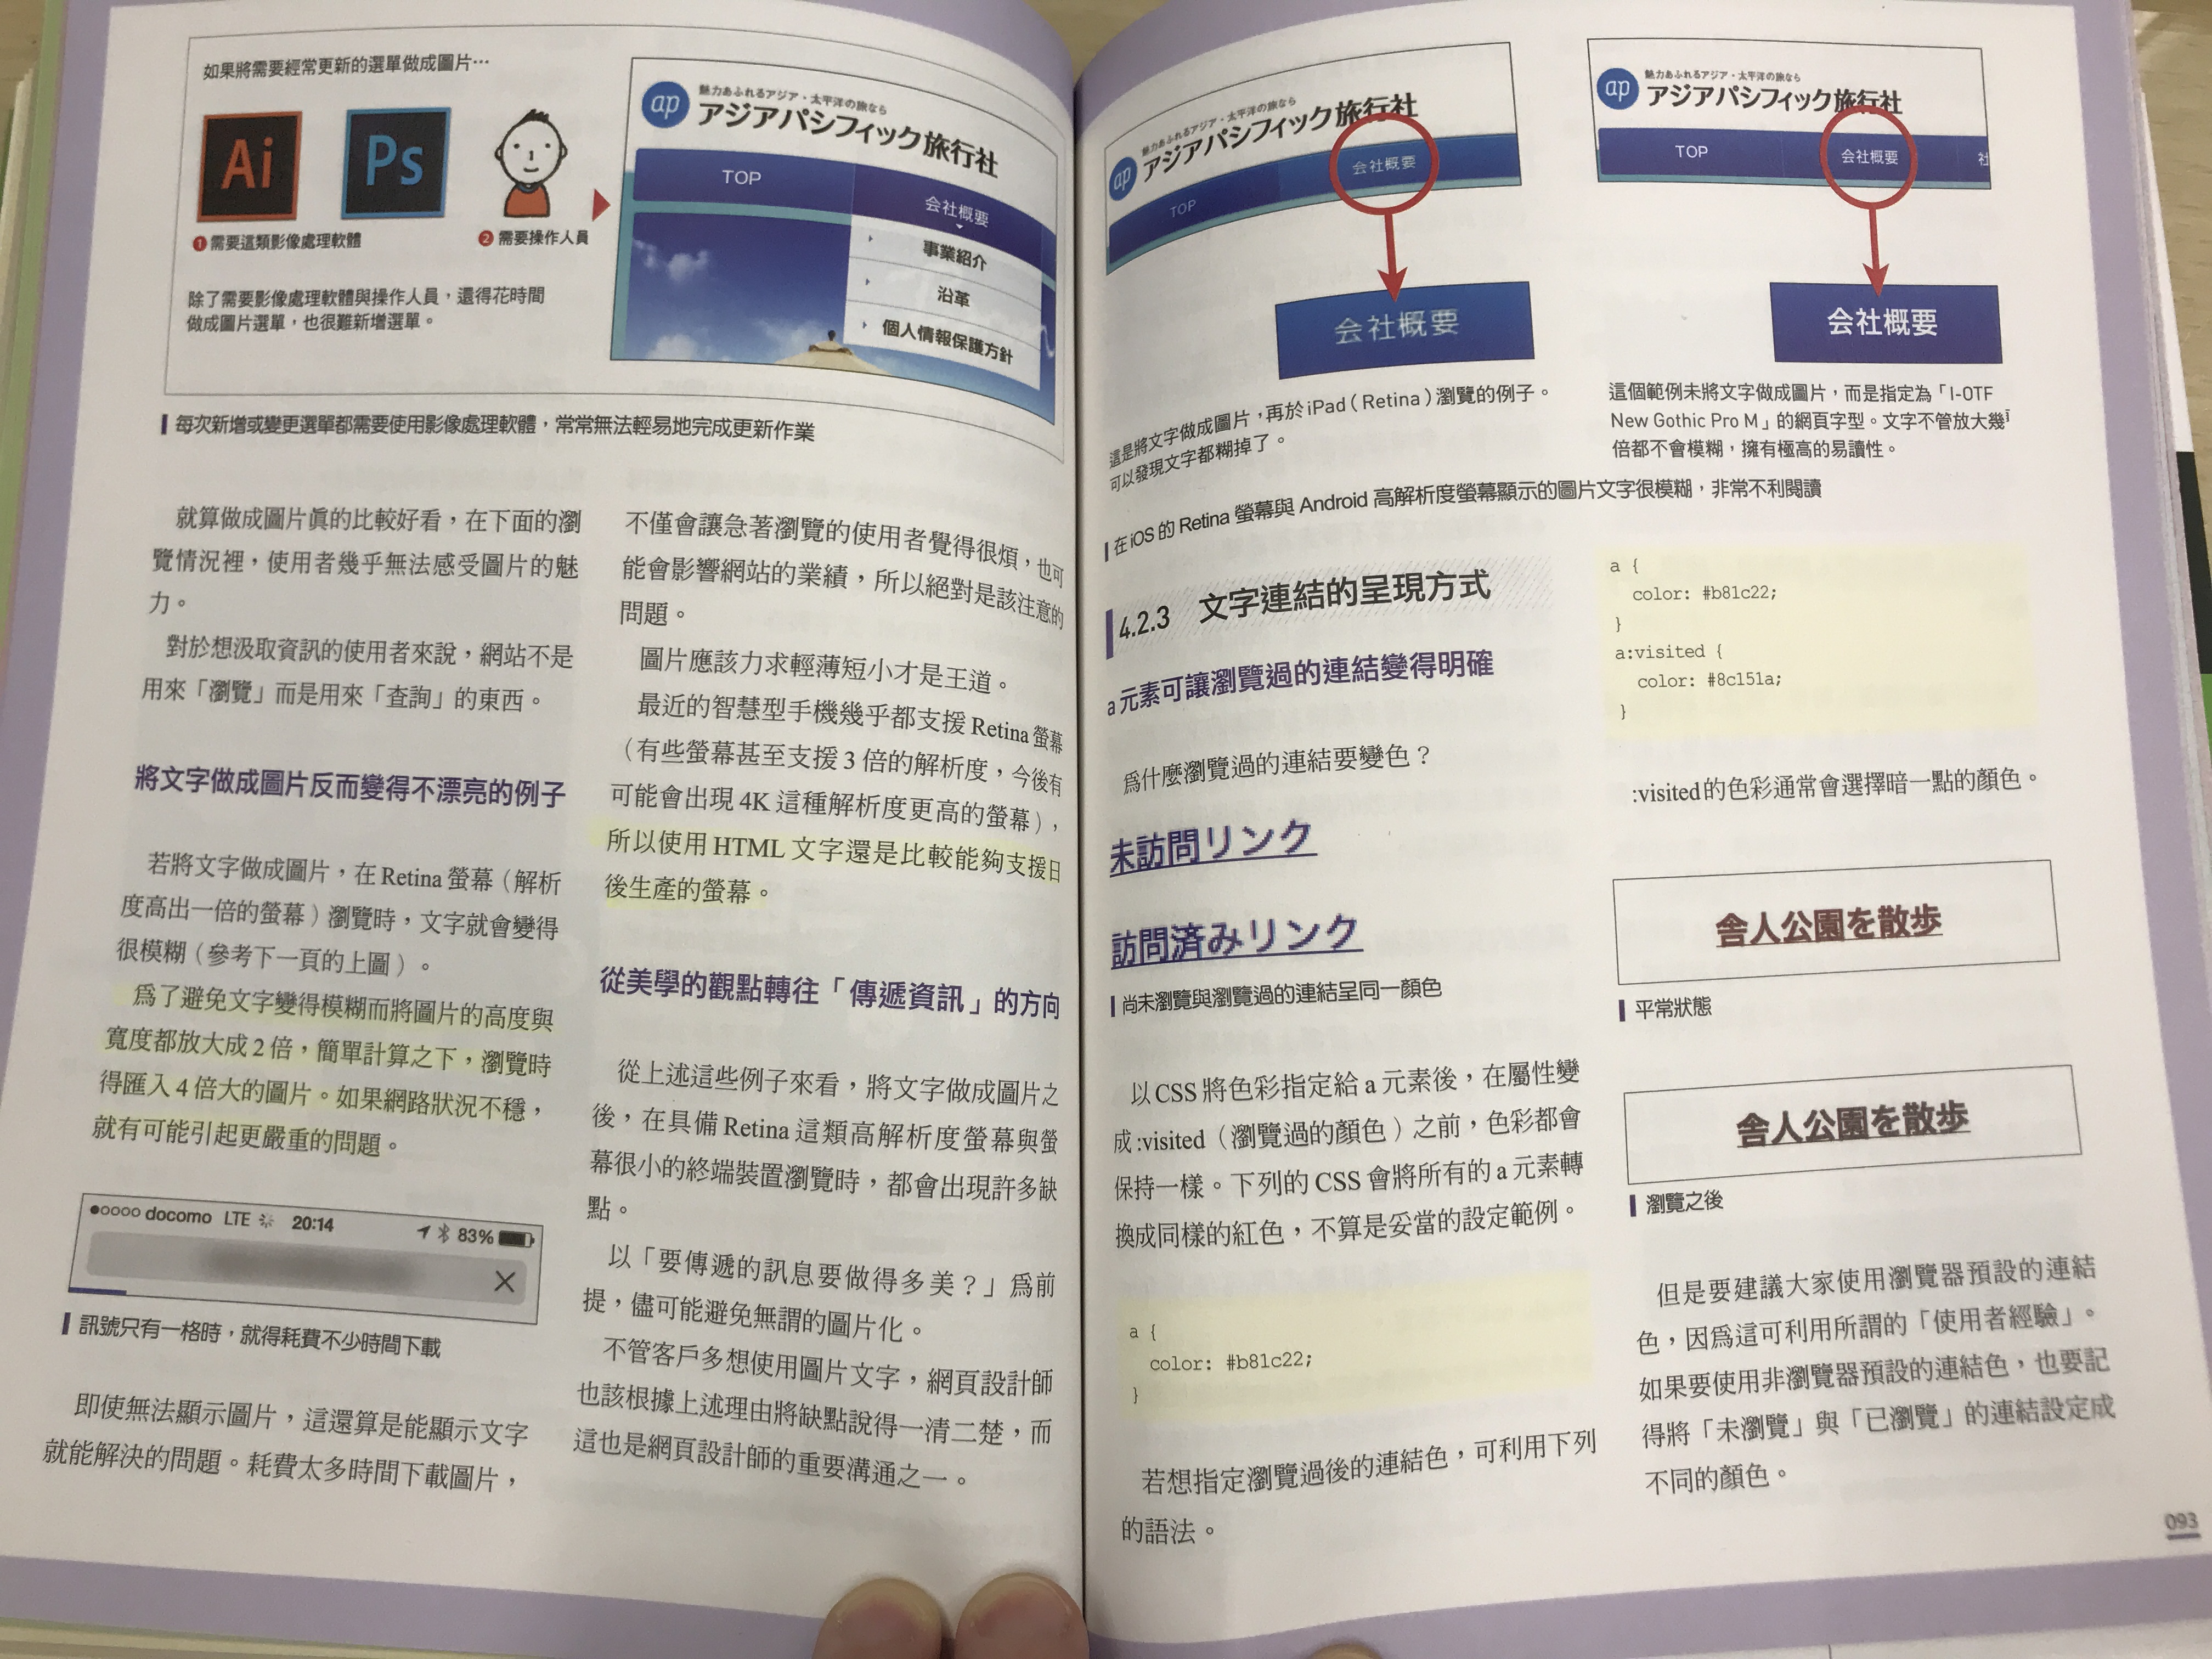 如果將需要經常更新的選單做成圖片…
Ai
Ps
❶需要這類影像處理軟體
❷ 需要操作人員
除了需要影像處理軟體與操作人員，還得花時間
做成圖片選單，也很難新增選單。
ap
魅力あふれるアジア・太平洋の旅なら
アジアパシフィック旅行社
TOP
会社概要
事業紹介
沿革
個人情報保護方針
每次新增或變更選單都需要使用影像處理軟體，常常無法輕易地完成更新作業
就算做成圖片真的比較好看，在下面的瀏
覽情況裡，使用者幾乎無法感受圖片的魅
力。
對於想汲取資訊的使用者來說，網站不是
用來「瀏覽」而是用來「查詢」的東西。
將文字做成圖片反而變得不漂亮的例子
若將文字做成圖片，在 Retina 螢幕（解析
度高出一倍的螢幕）瀏覽時，文字就會變得
很模糊（參考下一頁的上圖）。
為了避免文字變得模糊而將圖片的高度與
寬度都放大成 2 倍，簡單計算之下，瀏覽時
得匯入 4 倍大的圖片。如果網路狀況不穩，
就有可能引起更嚴重的問題。
●○○○○ docomo LTE 20:14 83%
訊號只有一格時，就得耗費不少時間下載
即使無法顯示圖片，這還算是能顯示文字
就能解決的問題。耗費太多時間下載圖片，
不僅會讓急著瀏覽的使用者覺得很煩，也可
能會影響網站的業績，所以絕對是該注意的
問題。
圖片應該力求輕薄短小才是王道。
最近的智慧型手機幾乎都支援 Retina 螢幕
（有些螢幕甚至支援 3 倍的解析度，今後有
可能會出現 4K 這種解析度更高的螢幕），
所以使用 HTML 文字還是比較能夠支援日
後生產的螢幕。
從美學的觀點轉往「傳遞資訊」的方向
從上述這些例子來看，將文字做成圖片之
後，在具備 Retina 這類高解析度螢幕與螢
幕很小的終端裝置瀏覽時，都會出現許多缺
點。
以「要傳遞的訊息要做得多美？」為前
提，儘可能避免無謂的圖片化。
不管客戶多想使用圖片文字，網頁設計師
也該根據上述理由將缺點說得一清二楚，而
這也是網頁設計師的重要溝通之一。
ap
魅力あふれるアジア・太平洋の旅なら
アジアパシフィック旅行社
TOP
会社概要
会社概要
這是將文字做成圖片，再於 iPad（Retina）瀏覽的例子。
可以發現文字都糊掉了。
ap
魅力あふれるアジア・太平洋の旅なら
アジアパシフィック旅行社
TOP
会社概要
社
会社概要
這個範例未將文字做成圖片，而是指定為「I-OTF
New Gothic Pro M」的網頁字型。文字不管放大幾
倍都不會模糊，擁有極高的易讀性。
在 iOS 的 Retina 螢幕與 Android 高解析度螢幕顯示的圖片文字很模糊，非常不利閱讀
4.2.3 文字連結的呈現方式
a 元素可讓瀏覽過的連結變得明確
為什麼瀏覽過的連結要變色？
未訪問リンク
訪問済みリンク
尚未瀏覽與瀏覽過的連結呈同一顏色
以 CSS 將色彩指定給 a 元素後，在屬性變
成 :visited（瀏覽過的顏色）之前，色彩都會
保持一樣。下列的 CSS 會將所有的 a 元素轉
換成同樣的紅色，不算是妥當的設定範例。
a {
color: #b81c22;
}
若想指定瀏覽過後的連結色，可利用下列
的語法。
a {
color: #b81c22;
}
a:visited {
color: #8c151a;
}
:visited 的色彩通常會選擇暗一點的顏色。
舎人公園を散歩
平常狀態
舎人公園を散歩
瀏覽之後
但是要建議大家使用瀏覽器預設的連結
色，因為這可利用所謂的「使用者經驗」。
如果要使用非瀏覽器預設的連結色，也要記
得將「未瀏覽」與「已瀏覽」的連結設定成
不同的顏色。
093